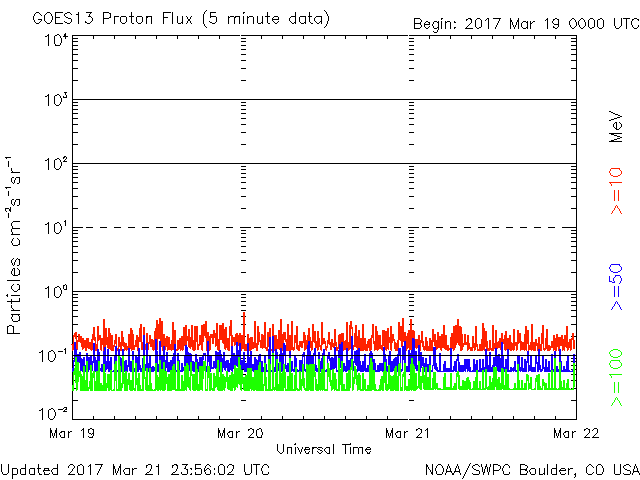 GOES13 Proton Flux (5 minute data)
Begin: 2017 Mar 19 0000 UTC
Particles cm⁻²s⁻¹sr⁻¹
10⁴
10³
10²
10¹
10⁰
10⁻¹
10⁻²
Mar 19
Mar 20
Mar 21
Mar 22
Universal Time
MeV
>=10
>=50
>=100
Updated 2017 Mar 21 23:56:02 UTC
NOAA/SWPC Boulder, CO USA